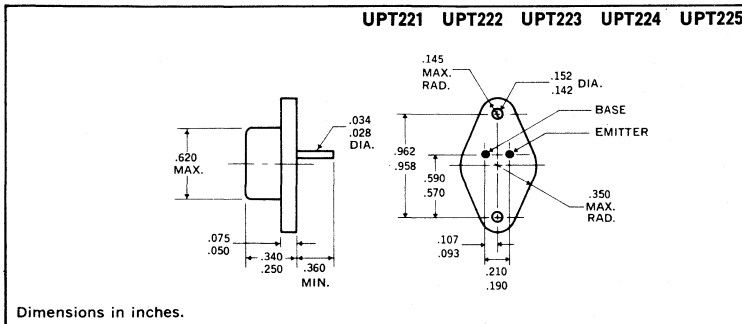 UPT221 UPT222 UPT223 UPT224 UPT225
.145
MAX.
RAD.
.152
.142
DIA.
BASE
EMITTER
.034
.028
DIA.
.620
MAX.
.962
.958
.590
.570
.350
MAX.
RAD.
.075
.050
.340
.250
.360
MIN.
.107
.093
.210
.190
Dimensions in inches.